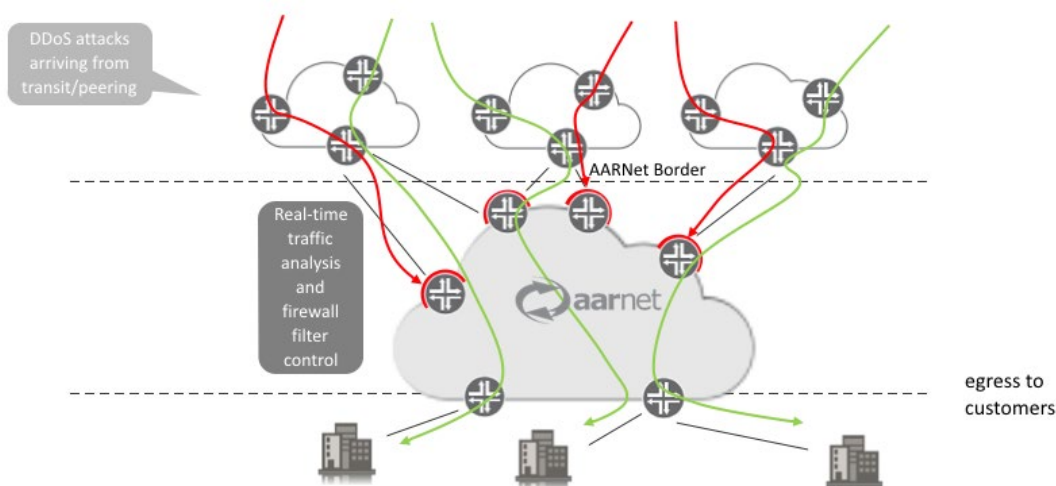 DDoS attacks
arriving from
transit/peering
AARNet Border
Real-time
traffic
analysis
and
firewall
filter
control
aarnet
egress to
customers